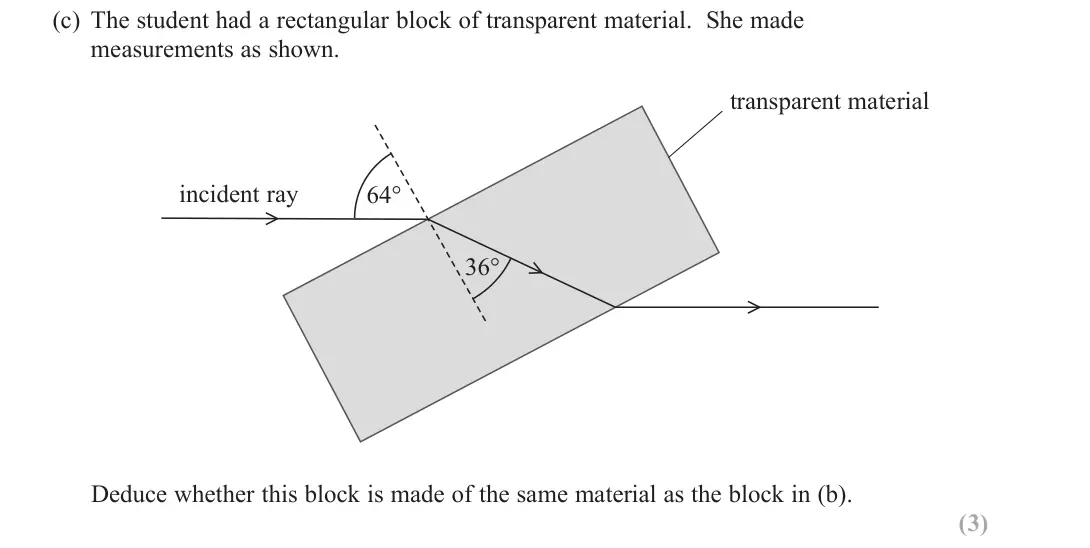 (c) The student had a rectangular block of transparent material. She made
measurements as shown.
transparent material
incident ray
64°
36°
Deduce whether this block is made of the same material as the block in (b).
(3)